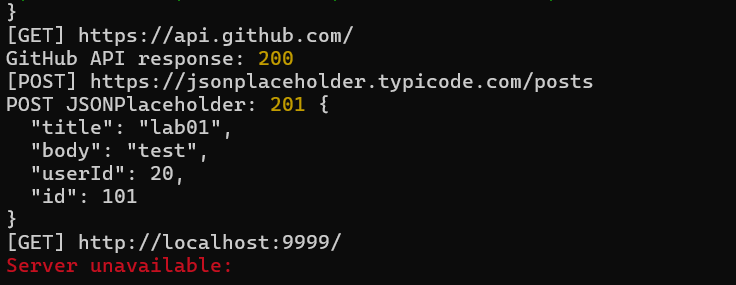 }
[GET] https://api.github.com/
GitHub API response: 200
[POST] https://jsonplaceholder.typicode.com/posts
POST JSONPlaceholder: 201 {
  "title": "lab01",
  "body": "test",
  "userId": 20,
  "id": 101
}
[GET] http://localhost:9999/
Server unavailable: